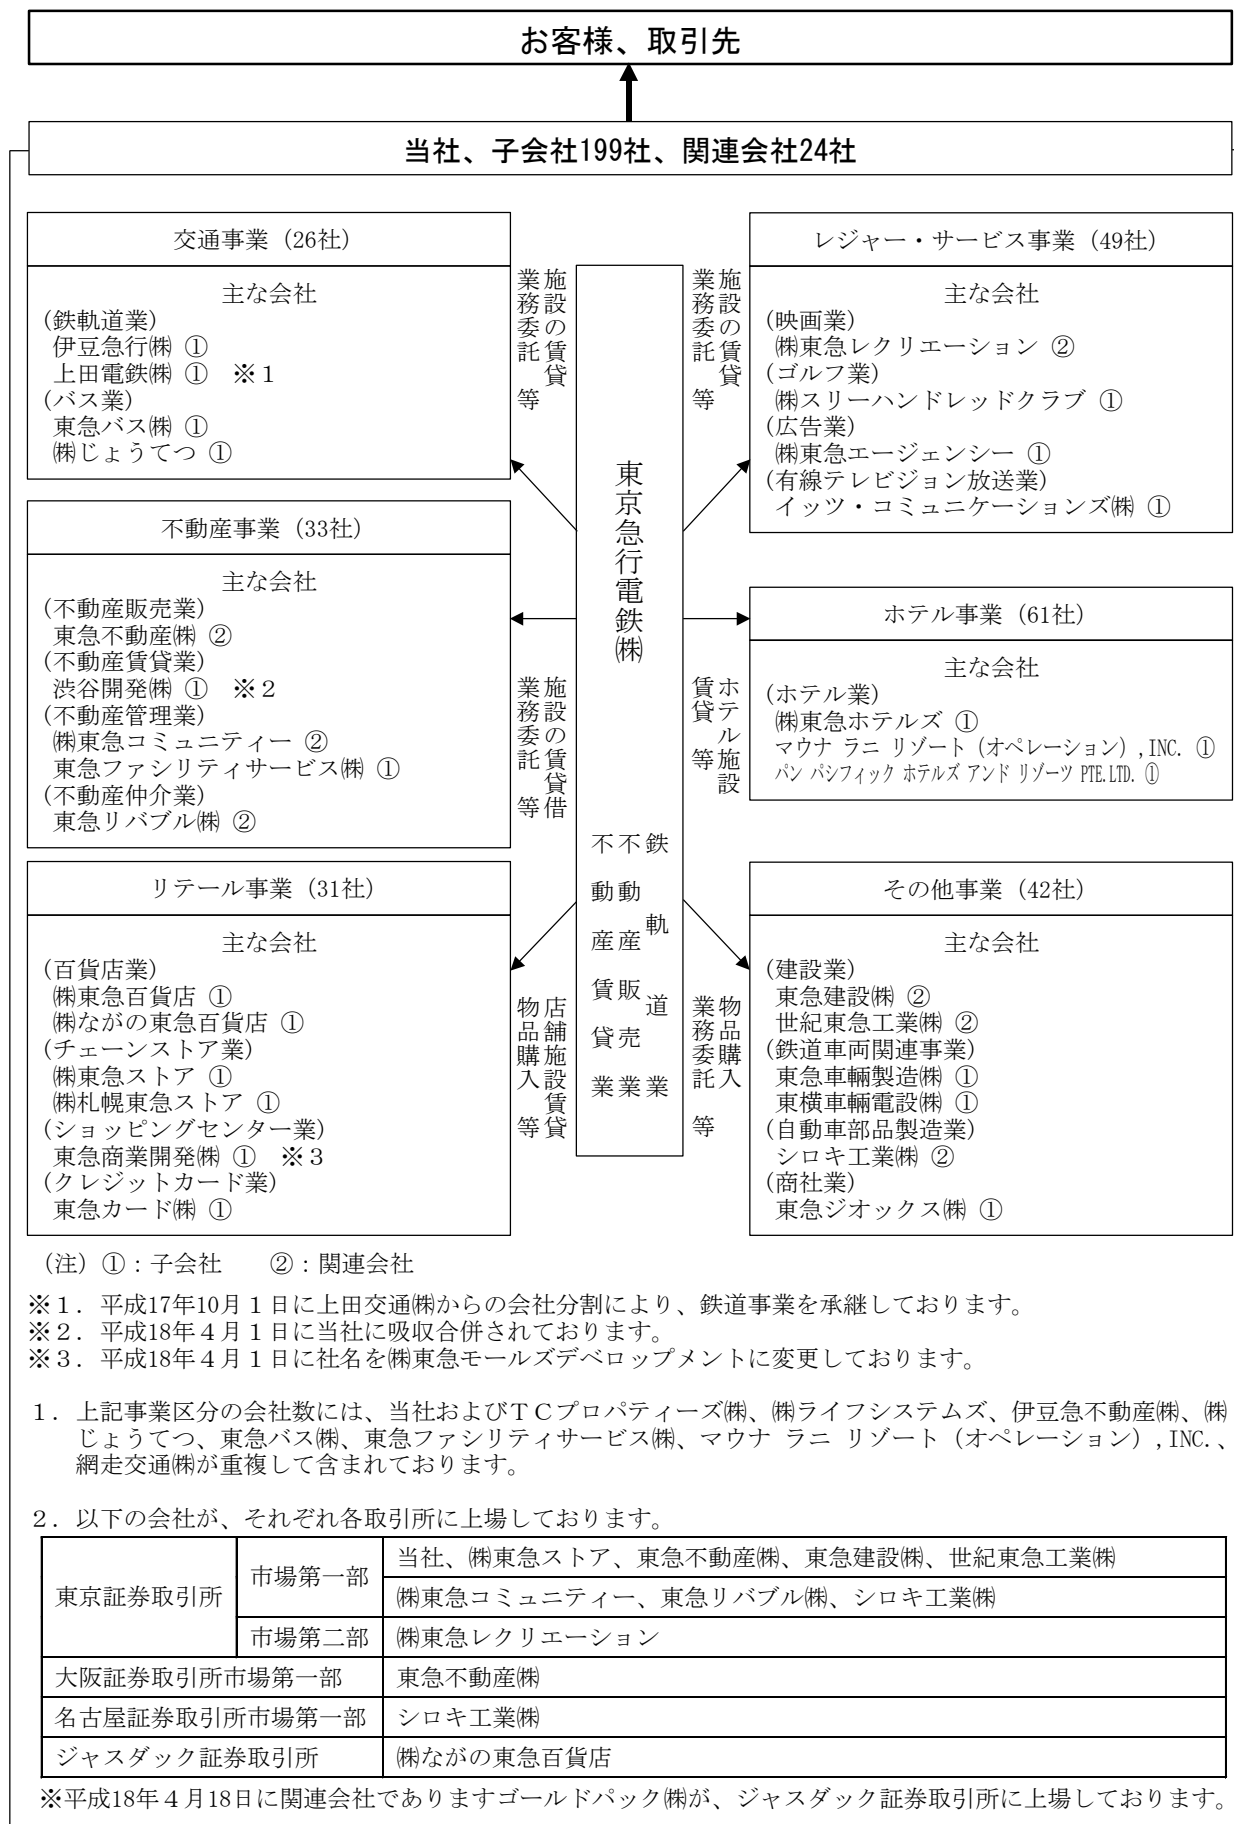 お客様、取引先
当社、子会社199社、関連会社24社
交通事業（26社）
主な会社
(鉄軌道業)
伊豆急行㈱ ①
上田電鉄㈱ ① ※１
(バス業)
東急バス㈱ ①
㈱じょうてつ ①
不動産事業（33社）
主な会社
(不動産販売業)
東急不動産㈱ ②
(不動産賃貸業)
渋谷開発㈱ ① ※２
(不動産管理業)
㈱東急コミュニティー ②
東急ファシリティサービス㈱ ①
(不動産仲介業)
東急リバブル㈱ ②
リテール事業（31社）
主な会社
(百貨店業)
㈱東急百貨店 ①
㈱ながの東急百貨店 ①
(チェーンストア業)
㈱東急ストア ①
㈱札幌東急ストア ①
(ショッピングセンター業)
東急商業開発㈱ ① ※３
(クレジットカード業)
東急カード㈱ ①
施設の賃貸
業務委託 等
施設の賃貸借
業務委託 等
店舗施設賃貸
物品購入 等
東京急行電鉄㈱
鉄軌道業
不動産販売業
不動産賃貸業
施設の賃貸
業務委託 等
ホテル施設
賃貸 等
物品購入
業務委託 等
レジャー・サービス事業（49社）
主な会社
(映画業)
㈱東急レクリエーション ②
(ゴルフ業)
㈱スリーハンドレッドクラブ ①
(広告業)
㈱東急エージェンシー ①
(有線テレビジョン放送業)
イッツ・コミュニケーションズ㈱ ①
ホテル事業（61社）
主な会社
(ホテル業)
㈱東急ホテルズ ①
マウナ ラニ リゾート（オペレーション）,INC. ①
パン パシフィック ホテルズ アンド リゾーツ PTE.LTD. ①
その他事業（42社）
主な会社
(建設業)
東急建設㈱ ②
世紀東急工業㈱ ②
(鉄道車両関連事業)
東急車輛製造㈱ ①
東横車輛電設㈱ ①
(自動車部品製造業)
シロキ工業㈱ ②
(商社業)
東急ジオックス㈱ ①
（注）①：子会社 ②：関連会社
※１．平成17年10月１日に上田交通㈱からの会社分割により、鉄道事業を承継しております。
※２．平成18年４月１日に当社に吸収合併されております。
※３．平成18年４月１日に社名を㈱東急モールズデベロップメントに変更しております。
１．上記事業区分の会社数には、当社およびＴＣプロパティーズ㈱、㈱ライフシステムズ、伊豆急不動産㈱、㈱
じょうてつ、東急バス㈱、東急ファシリティサービス㈱、マウナ ラニ リゾート（オペレーション）,INC.、
網走交通㈱が重複して含まれております。
２．以下の会社が、それぞれ各取引所に上場しております。
東京証券取引所 市場第一部 当社、㈱東急ストア、東急不動産㈱、東急建設㈱、世紀東急工業㈱
㈱東急コミュニティー、東急リバブル㈱、シロキ工業㈱
市場第二部 ㈱東急レクリエーション
大阪証券取引所市場第一部 東急不動産㈱
名古屋証券取引所市場第一部 シロキ工業㈱
ジャスダック証券取引所 ㈱ながの東急百貨店
※平成18年４月18日に関連会社でありますゴールドパック㈱が、ジャスダック証券取引所に上場しております。